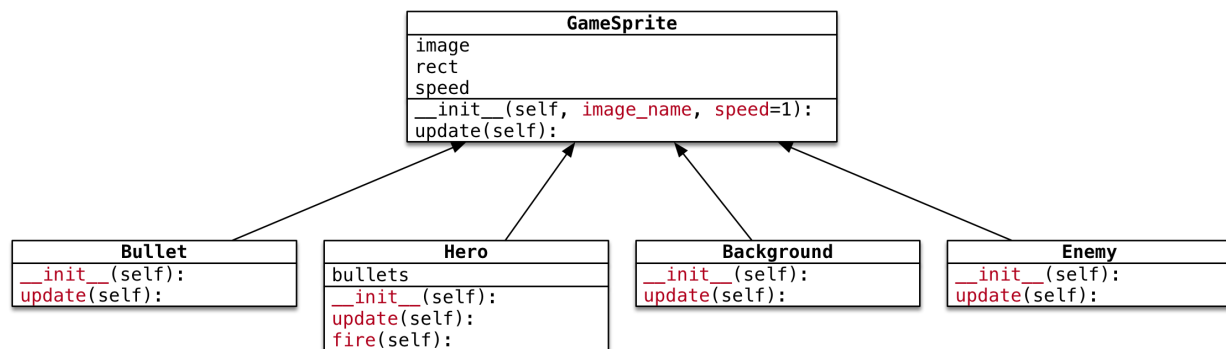 GameSprite
image
rect
speed
__init__(self, image_name, speed=1):
update(self):
Bullet
__init__(self):
update(self):
Hero
bullets
__init__(self):
update(self):
fire(self):
Background
__init__(self):
update(self):
Enemy
__init__(self):
update(self):